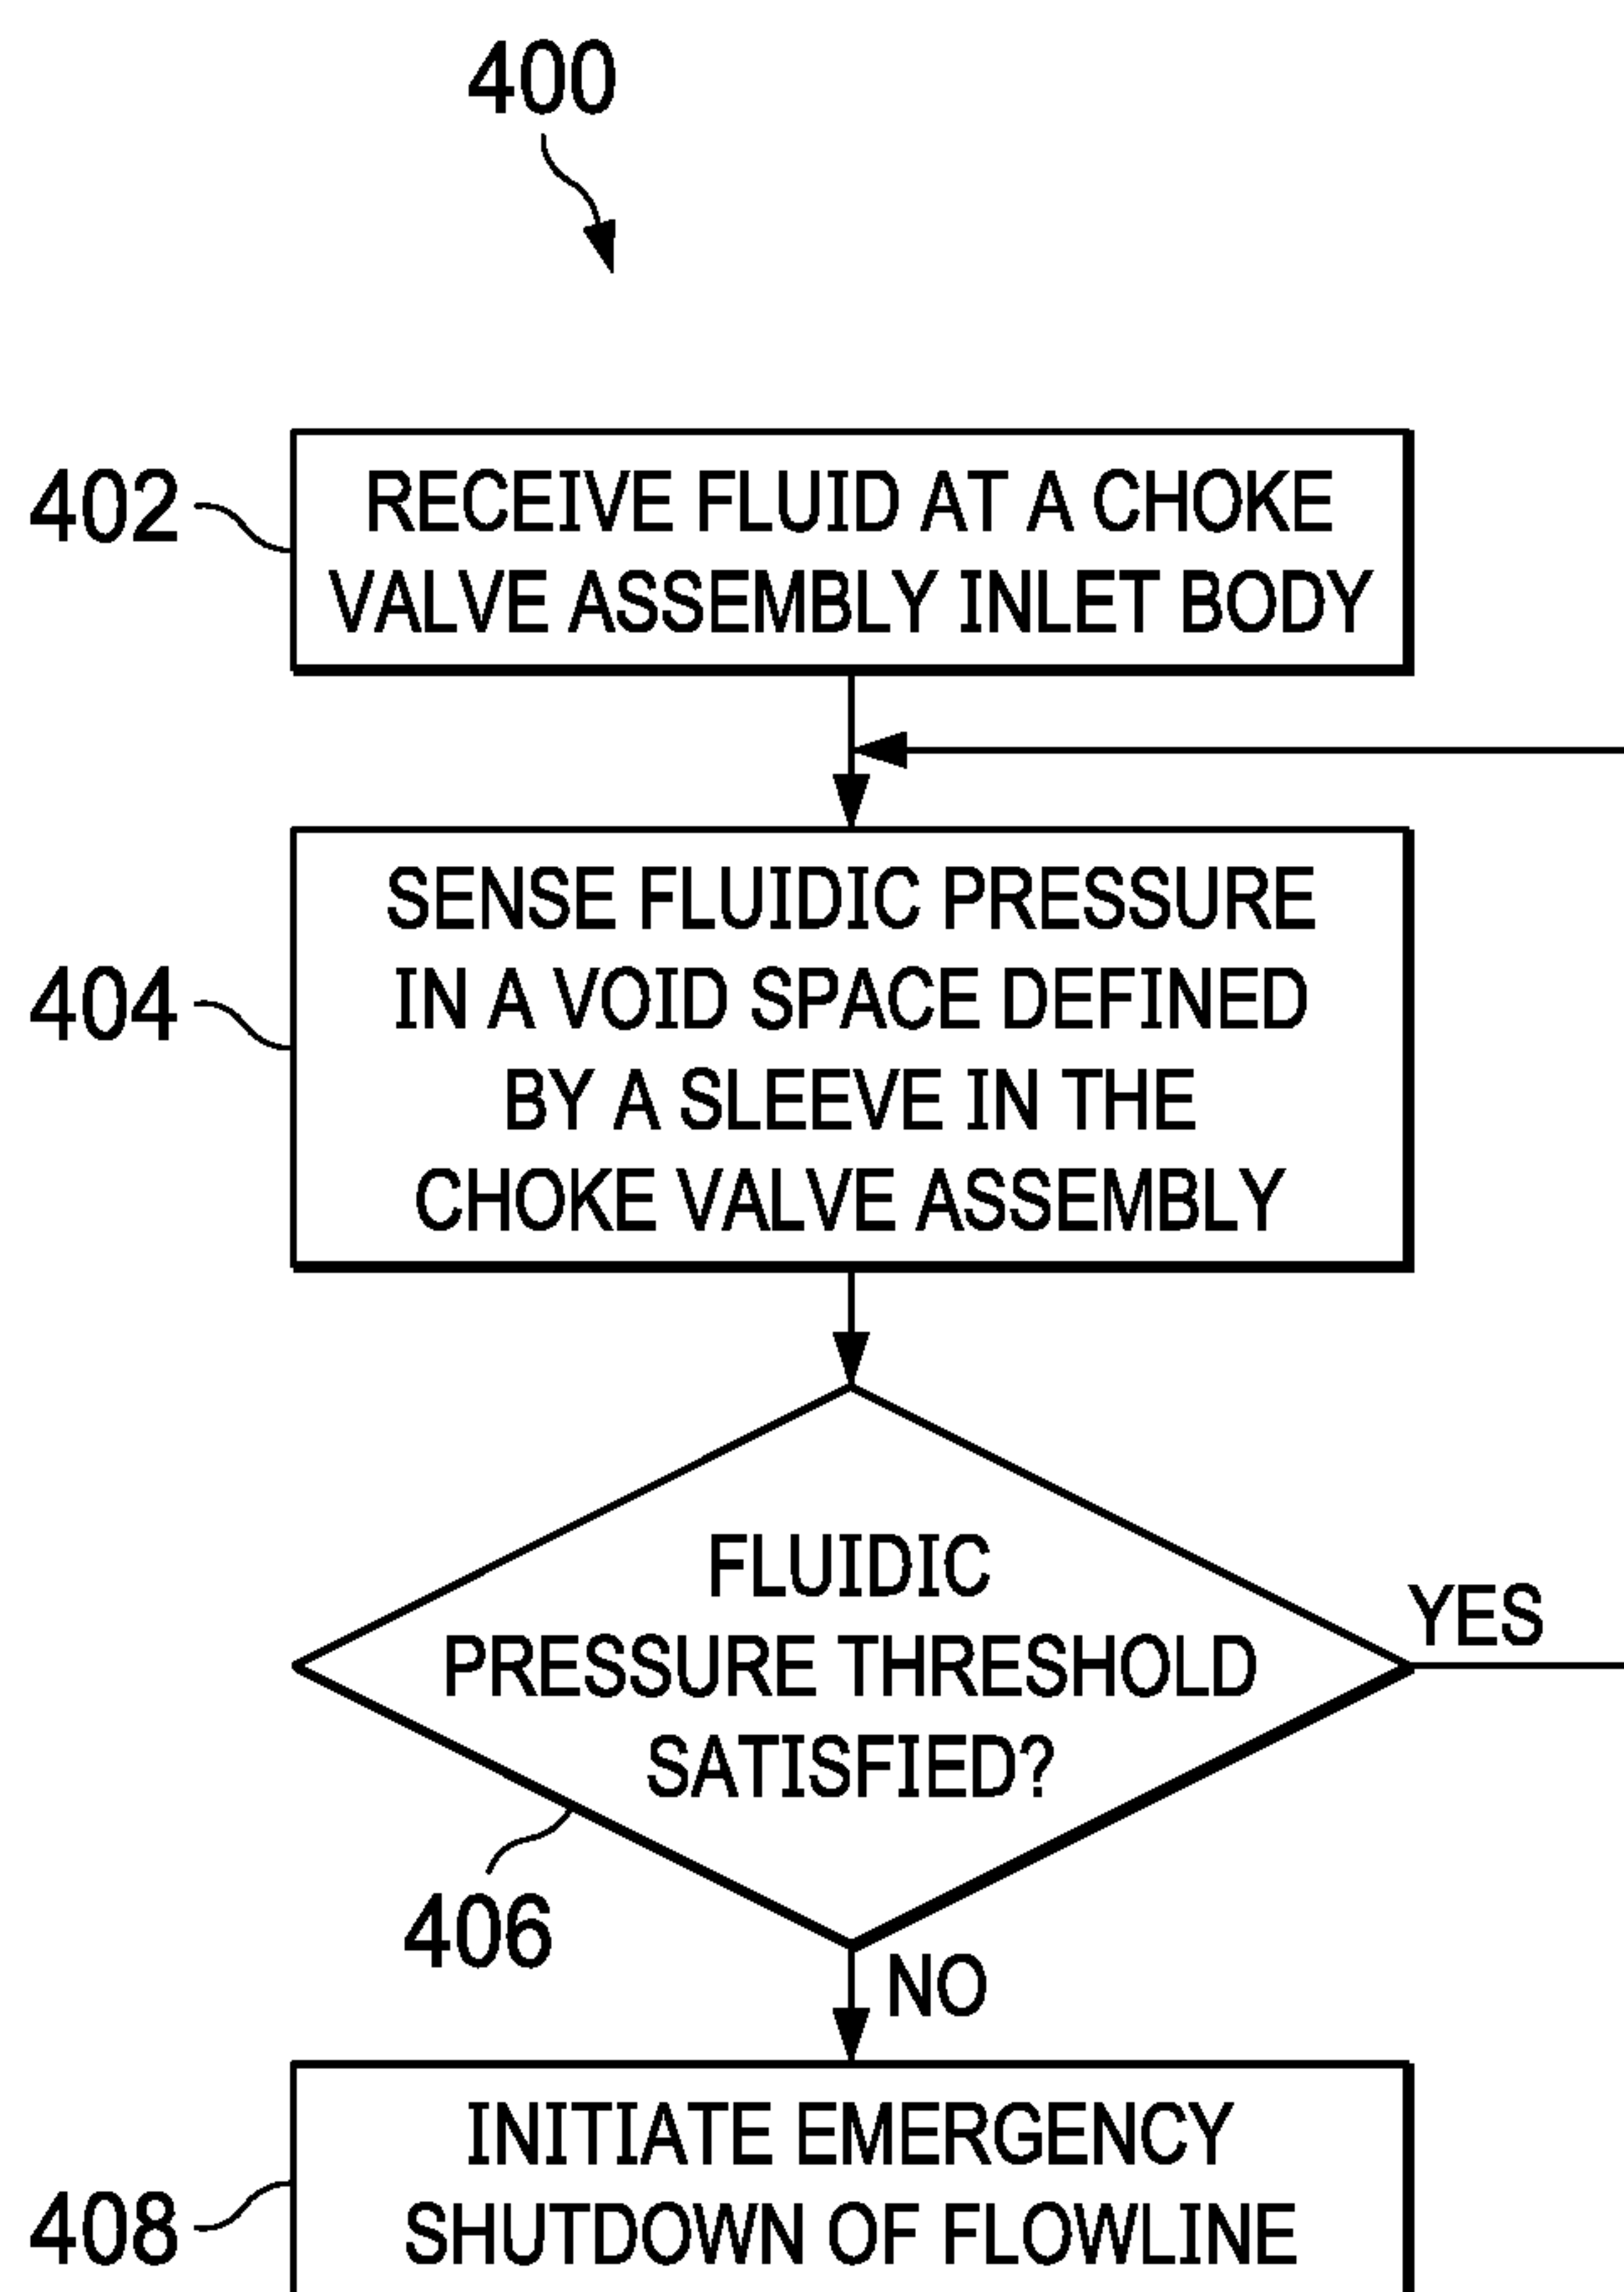 400
402
RECEIVE FLUID AT A CHOKE
VALVE ASSEMBLY INLET BODY
404
SENSE FLUIDIC PRESSURE
IN A VOID SPACE DEFINED
BY A SLEEVE IN THE
CHOKE VALVE ASSEMBLY
FLUIDIC
PRESSURE THRESHOLD
SATISFIED?
YES
406
NO
408
INITIATE EMERGENCY
SHUTDOWN OF FLOWLINE